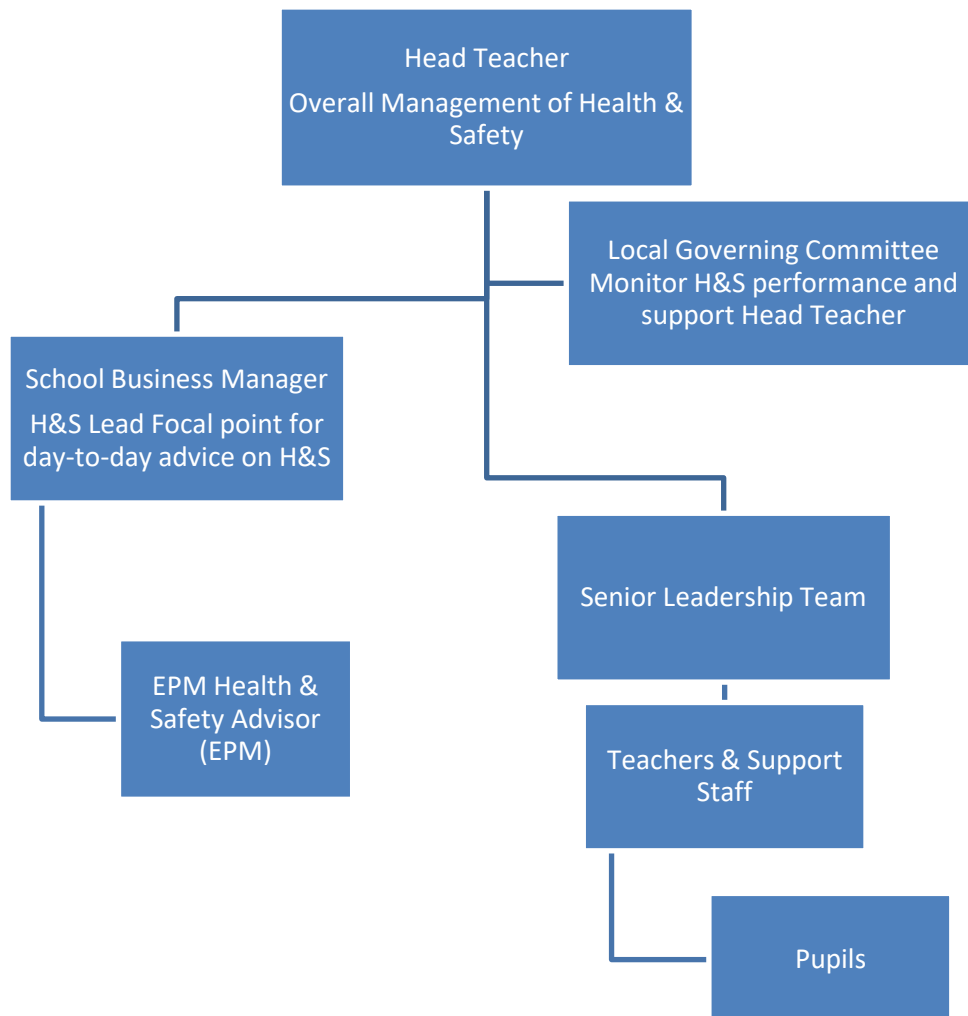 Head Teacher
Overall Management of Health &
Safety
Local Governing Committee
Monitor H&S performance and
support Head Teacher
School Business Manager
H&S Lead Focal point for
day-to-day advice on H&S
Senior Leadership Team
EPM Health &
Safety Advisor
(EPM)
Teachers & Support
Staff
Pupils